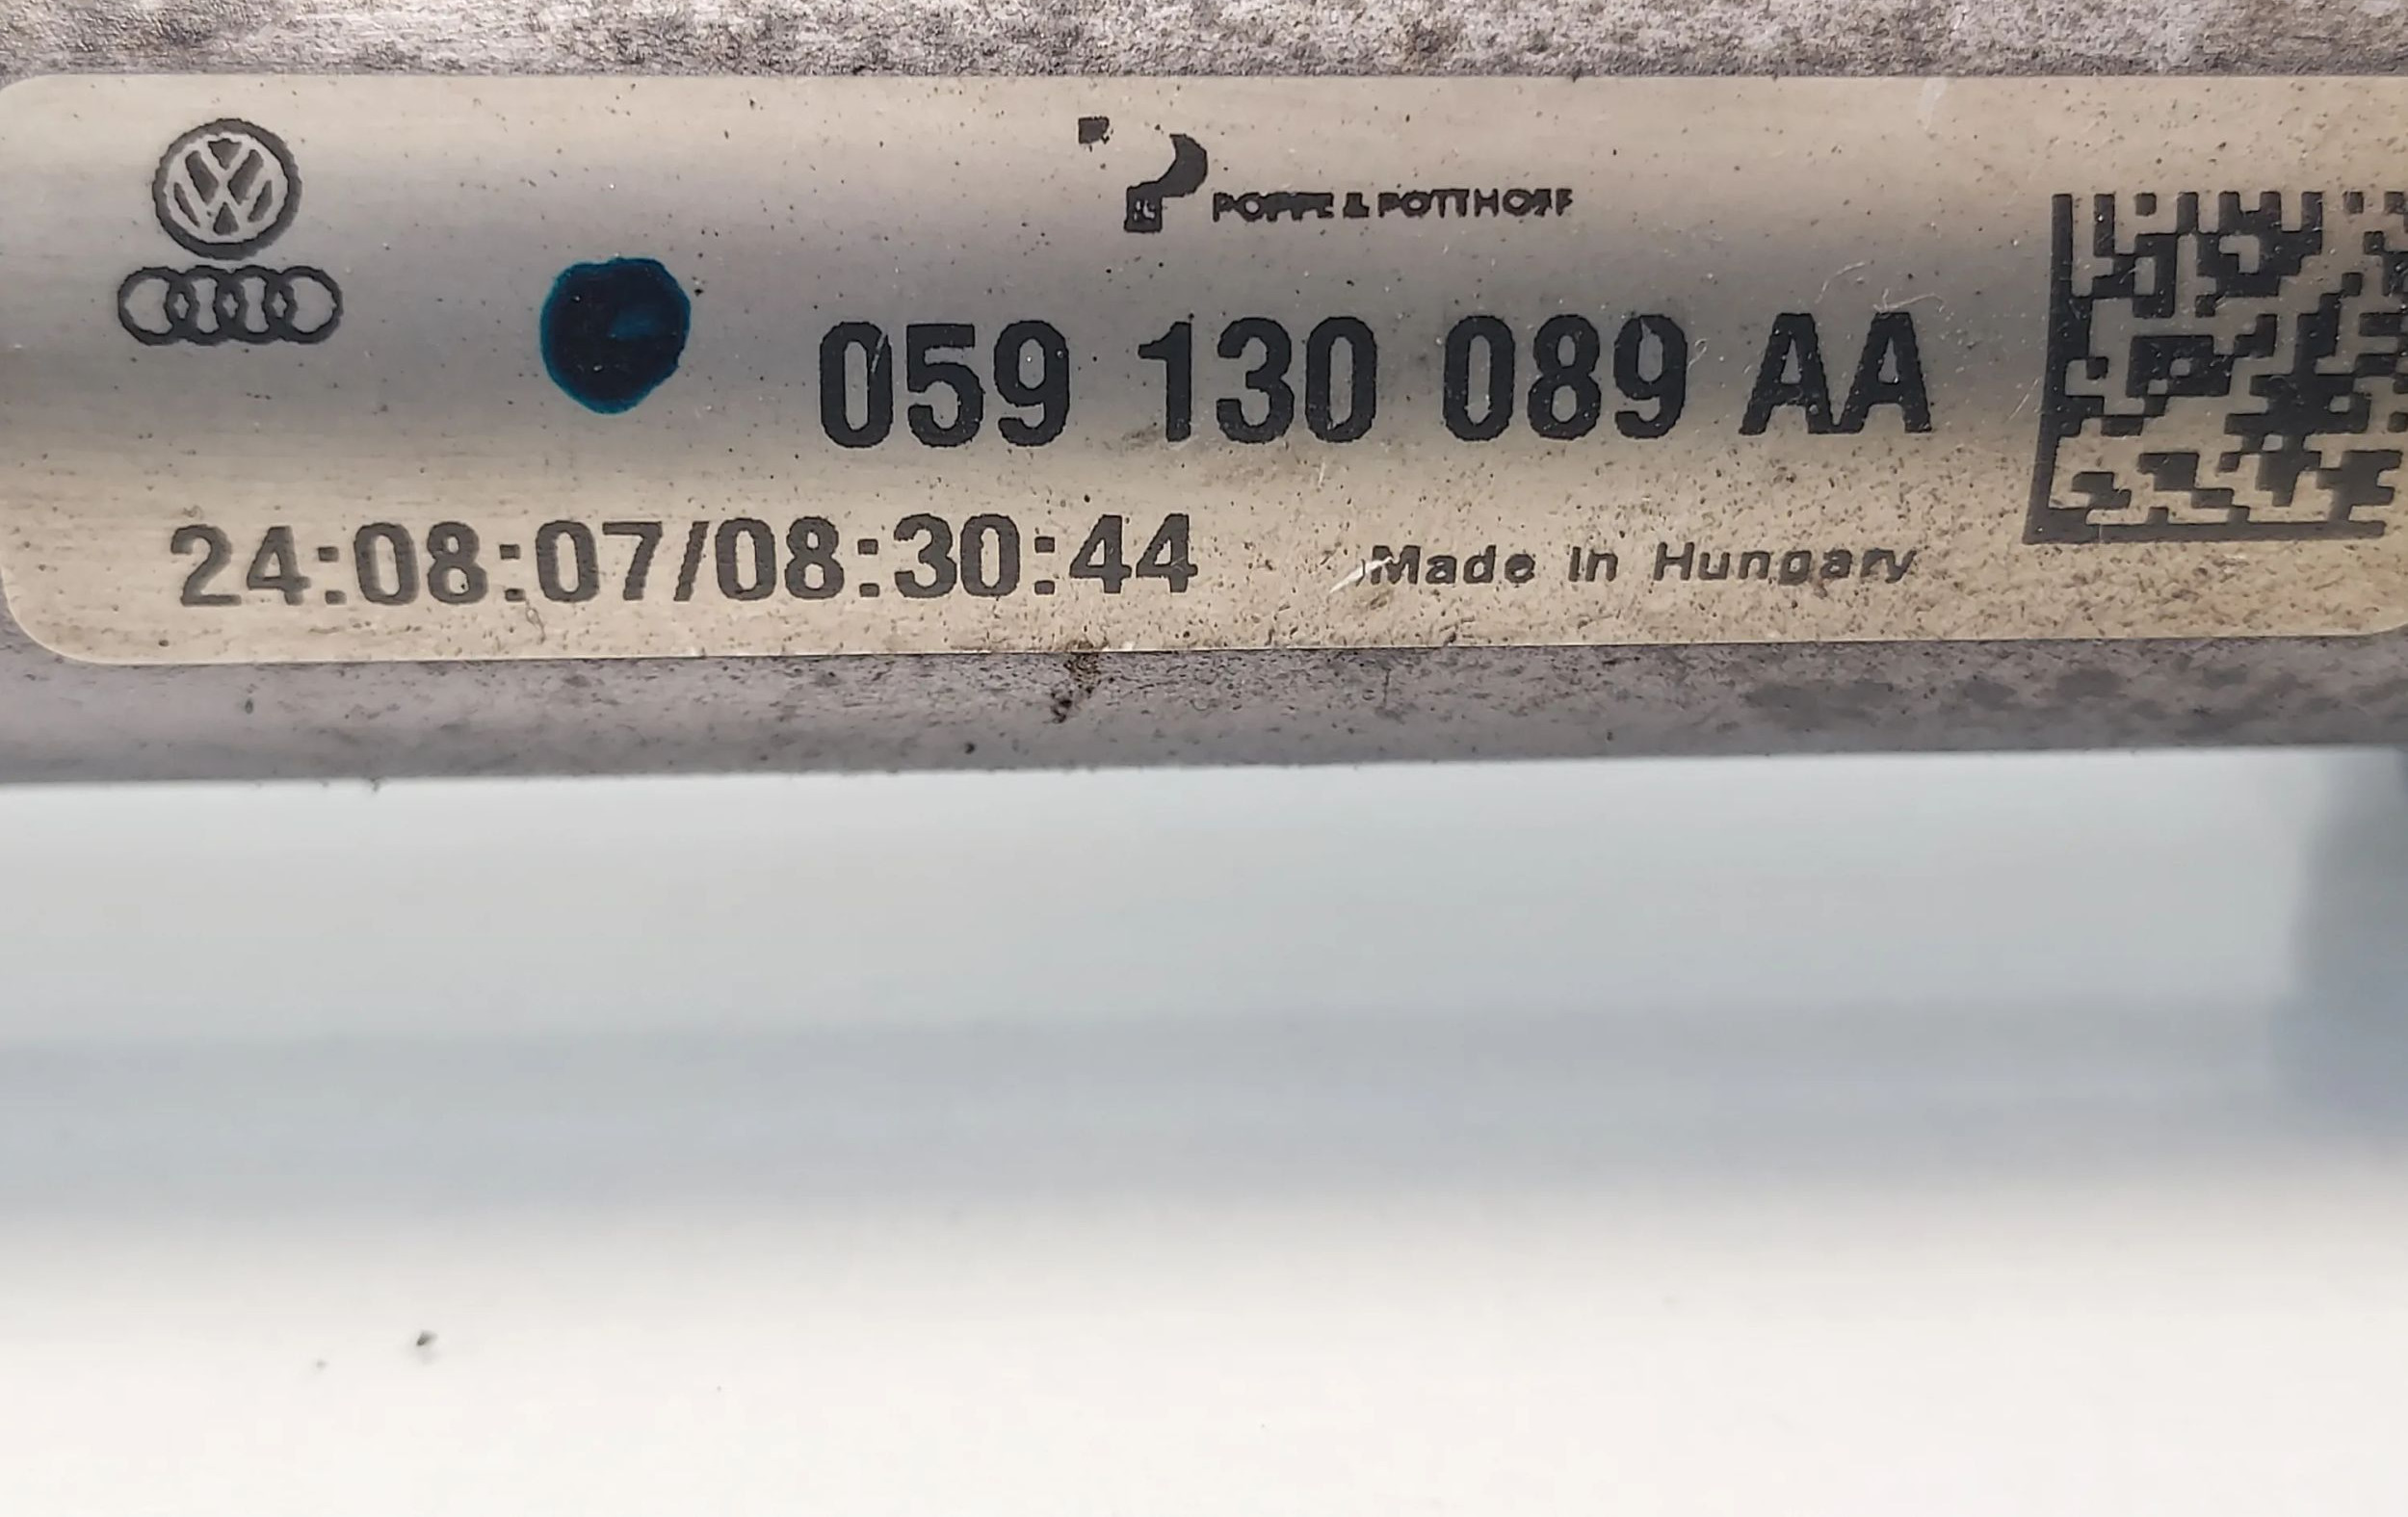 POPPE & POTTHOFF
059 130 089 AA
24:08:07/08:30:44
Made In Hungary